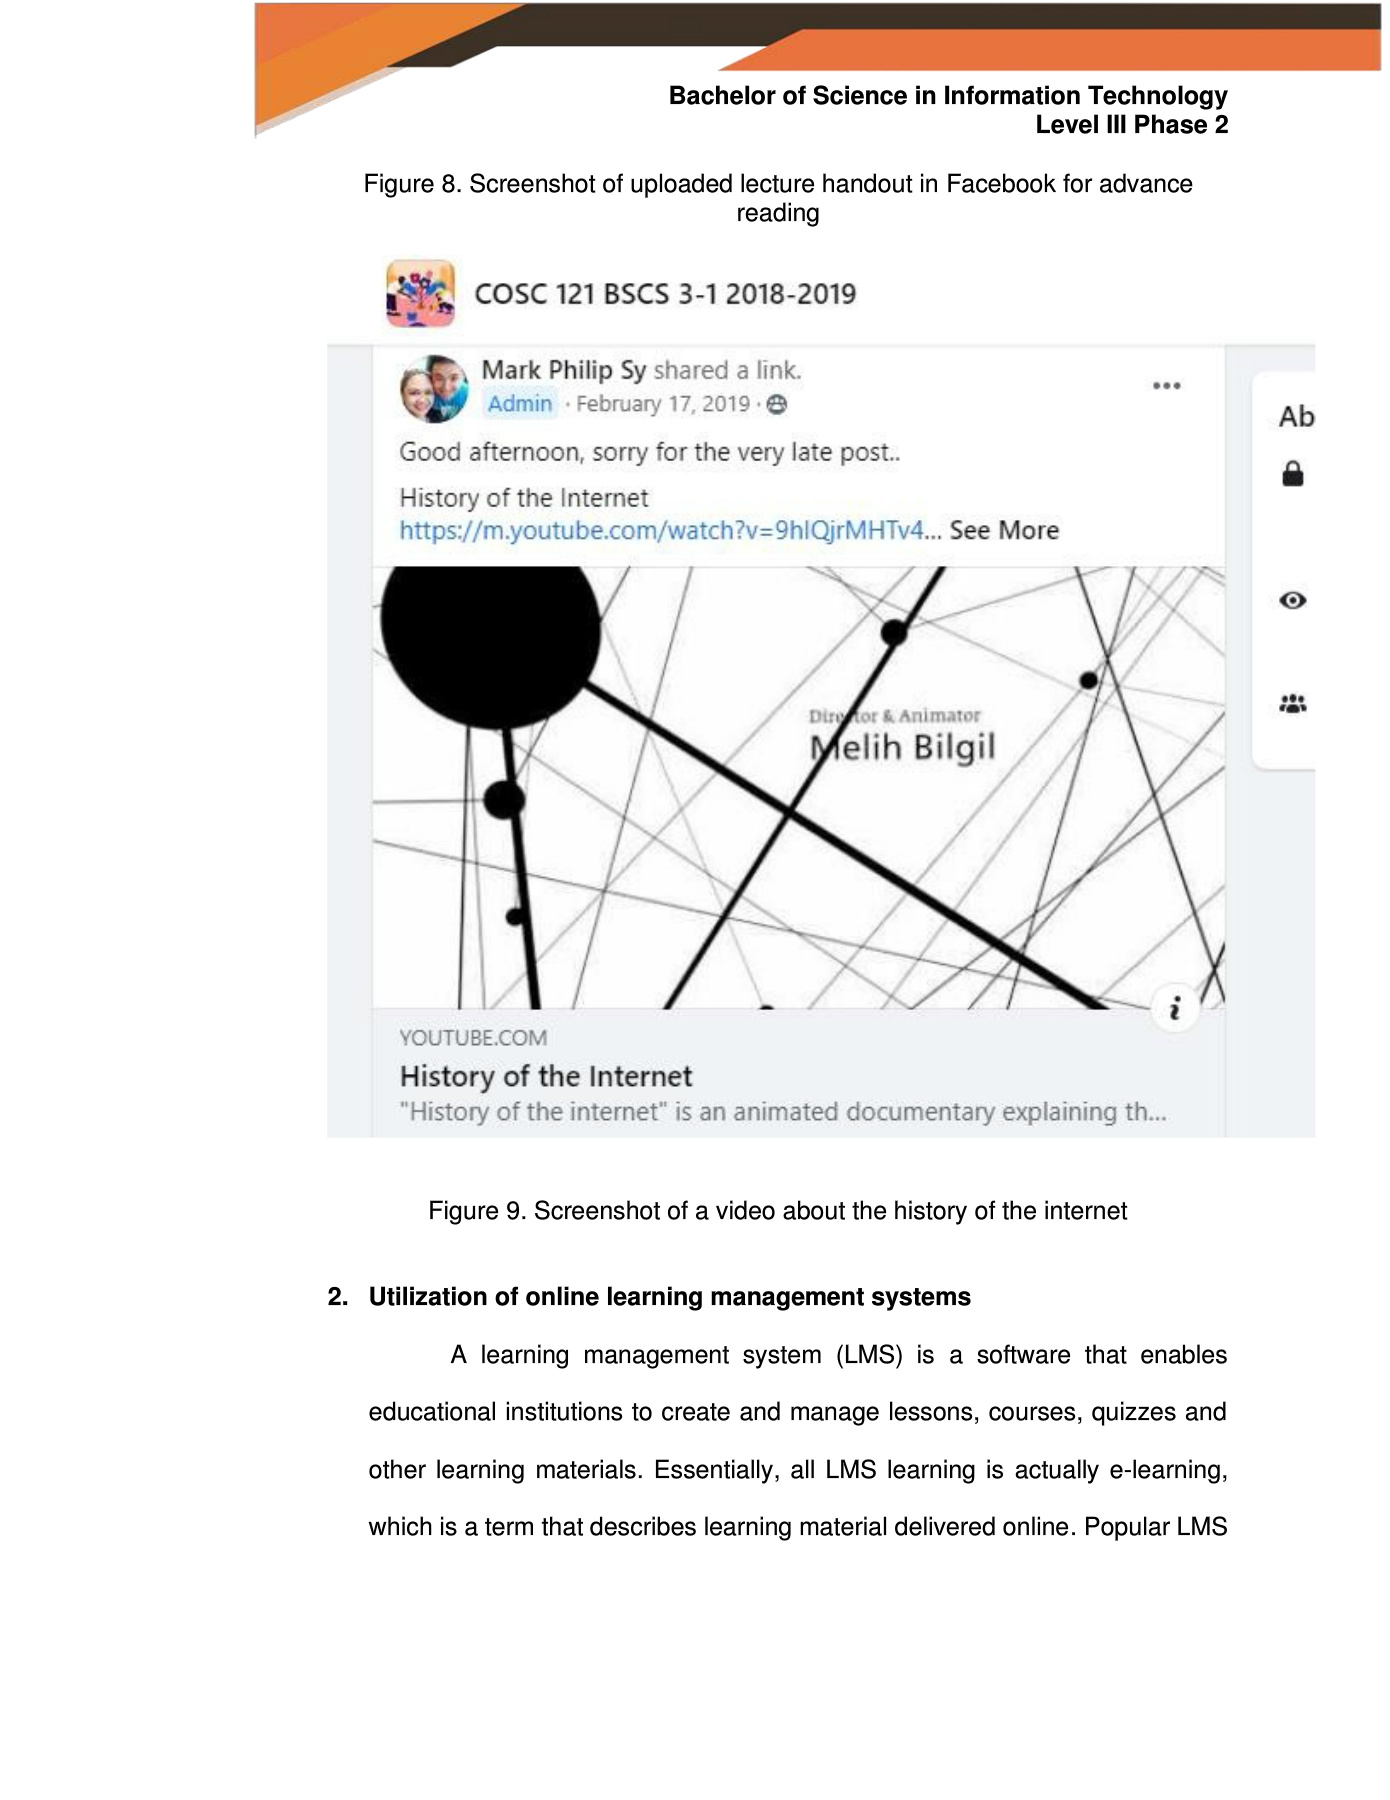 Bachelor of Science in Information Technology
Level III Phase 2
Figure 8. Screenshot of uploaded lecture handout in Facebook for advance
reading
COSC 121 BSCS 3-1 2018-2019
Mark Philip Sy shared a link.
Admin · February 17, 2019 ·
Good afternoon, sorry for the very late post..
History of the Internet
https://m.youtube.com/watch?v=9hIQjrMHTv4... See More
Ab
Director & Animator
Melih Bilgil
i
YOUTUBE.COM
History of the Internet
"History of the internet" is an animated documentary explaining th...
Figure 9. Screenshot of a video about the history of the internet
2. Utilization of online learning management systems
A learning management system (LMS) is a software that enables
educational institutions to create and manage lessons, courses, quizzes and
other learning materials. Essentially, all LMS learning is actually e-learning,
which is a term that describes learning material delivered online. Popular LMS